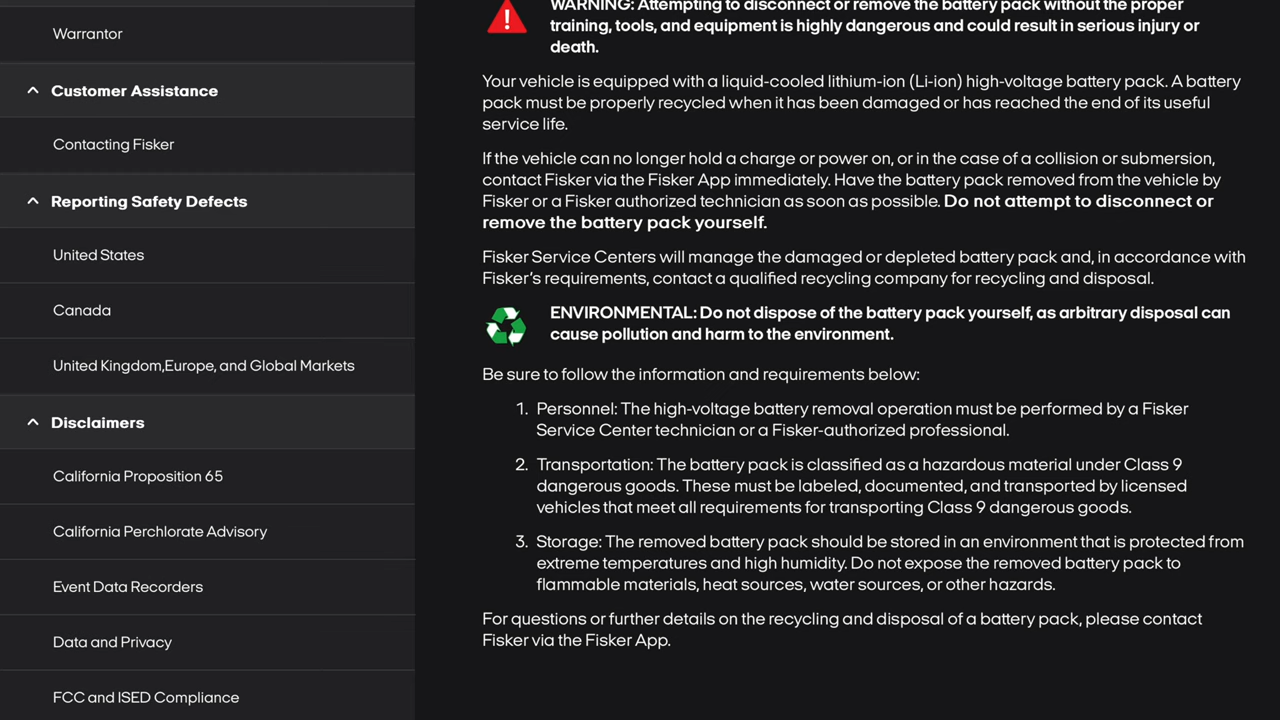 Warrantor
Customer Assistance
Contacting Fisker
Reporting Safety Defects
United States
Canada
United Kingdom,Europe, and Global Markets
Disclaimers
California Proposition 65
California Perchlorate Advisory
Event Data Recorders
Data and Privacy
FCC and ISED Compliance
WARNING: Attempting to disconnect or remove the battery pack without the proper
training, tools, and equipment is highly dangerous and could result in serious injury or
death.
Your vehicle is equipped with a liquid-cooled lithium-ion (Li-ion) high-voltage battery pack. A battery
pack must be properly recycled when it has been damaged or has reached the end of its useful
service life.
If the vehicle can no longer hold a charge or power on, or in the case of a collision or submersion,
contact Fisker via the Fisker App immediately. Have the battery pack removed from the vehicle by
Fisker or a Fisker authorized technician as soon as possible. Do not attempt to disconnect or
remove the battery pack yourself.
Fisker Service Centers will manage the damaged or depleted battery pack and, in accordance with
Fisker's requirements, contact a qualified recycling company for recycling and disposal.
ENVIRONMENTAL: Do not dispose of the battery pack yourself, as arbitrary disposal can
cause pollution and harm to the environment.
Be sure to follow the information and requirements below:
1. Personnel: The high-voltage battery removal operation must be performed by a Fisker
Service Center technician or a Fisker-authorized professional.
2. Transportation: The battery pack is classified as a hazardous material under Class 9
dangerous goods. These must be labeled, documented, and transported by licensed
vehicles that meet all requirements for transporting Class 9 dangerous goods.
3. Storage: The removed battery pack should be stored in an environment that is protected from
extreme temperatures and high humidity. Do not expose the removed battery pack to
flammable materials, heat sources, water sources, or other hazards.
For questions or further details on the recycling and disposal of a battery pack, please contact
Fisker via the Fisker App.